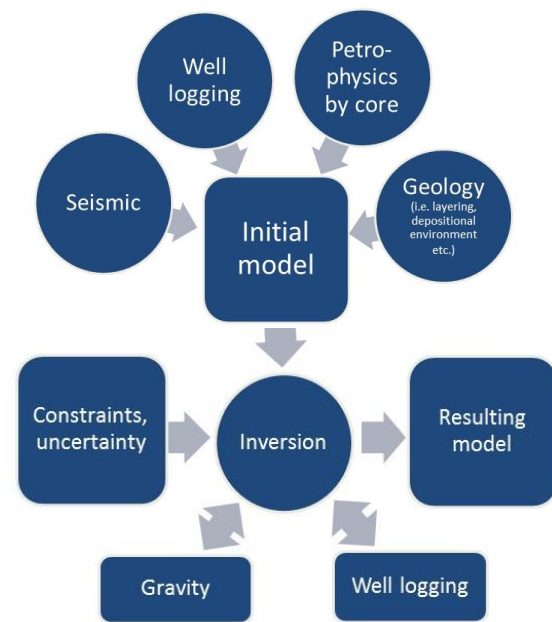 Well
logging
Petro-
physics
by core
Seismic
Geology
(i.e. layering,
depositional
environment
etc.)
Initial
model
Constraints,
uncertainty
Inversion
Resulting
model
Gravity
Well logging